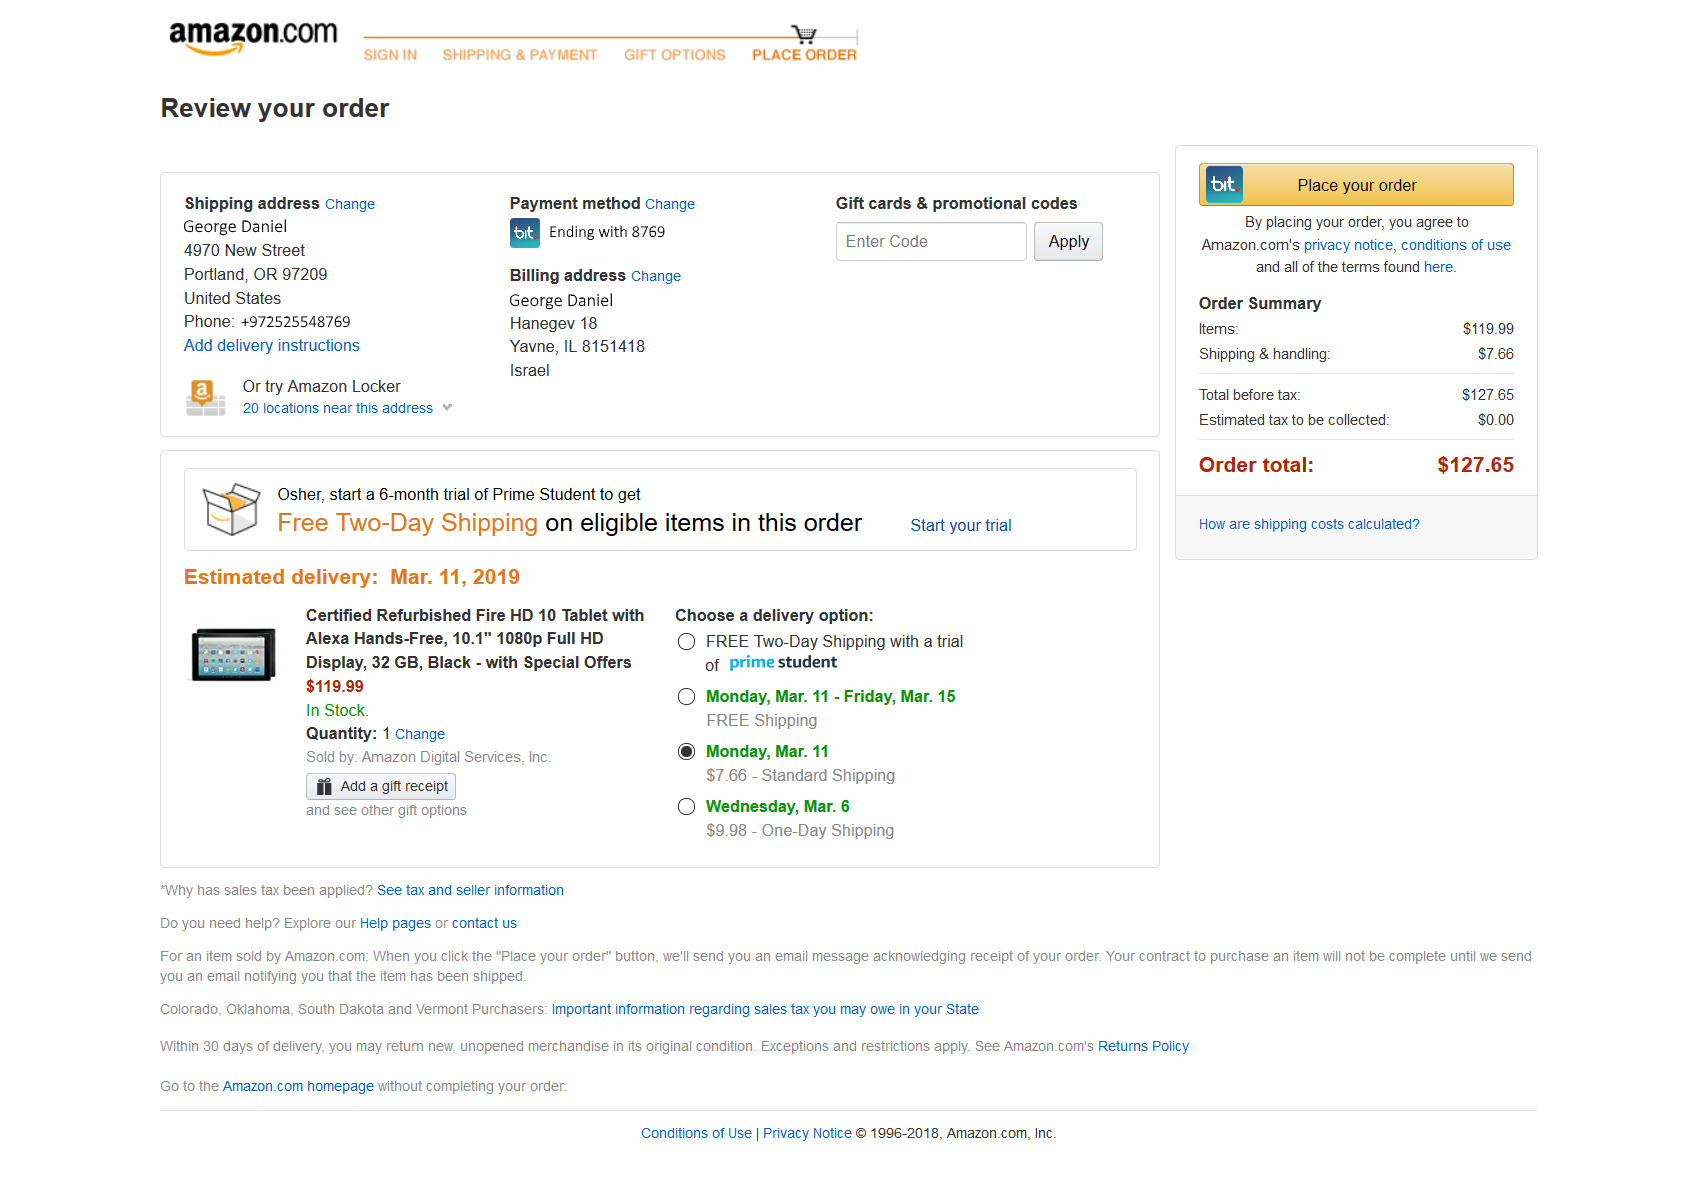 amazon.com
SIGN IN SHIPPING & PAYMENT GIFT OPTIONS PLACE ORDER
Review your order
Shipping address Change
George Daniel
4970 New Street
Portland, OR 97209
United States
Phone: +972525548769
Add delivery instructions
a
Or try Amazon Locker
20 locations near this address
Payment method Change
bit. Ending with 8769
Billing address Change
George Daniel
Hanegev 18
Yavne, IL 8151418
Israel
Gift cards & promotional codes
Enter Code Apply
bit. Place your order
By placing your order, you agree to
Amazon.com's privacy notice, conditions of use
and all of the terms found here.
Order Summary
Items: $119.99
Shipping & handling: $7.66
Total before tax: $127.65
Estimated tax to be collected: $0.00
Order total: $127.65
How are shipping costs calculated?
Osher, start a 6-month trial of Prime Student to get
Free Two-Day Shipping on eligible items in this order Start your trial
Estimated delivery: Mar. 11, 2019
Certified Refurbished Fire HD 10 Tablet with
Alexa Hands-Free, 10.1" 1080p Full HD
Display, 32 GB, Black - with Special Offers
$119.99
In Stock.
Quantity: 1 Change
Sold by: Amazon Digital Services, Inc.
Add a gift receipt
and see other gift options
Choose a delivery option:
FREE Two-Day Shipping with a trial
of prime student
Monday, Mar. 11 - Friday, Mar. 15
FREE Shipping
Monday, Mar. 11
$7.66 - Standard Shipping
Wednesday, Mar. 6
$9.98 - One-Day Shipping
*Why has sales tax been applied? See tax and seller information
Do you need help? Explore our Help pages or contact us
For an item sold by Amazon.com: When you click the "Place your order" button, we'll send you an email message acknowledging receipt of your order. Your contract to purchase an item will not be complete until we send
you an email notifying you that the item has been shipped.
Colorado, Oklahoma, South Dakota and Vermont Purchasers: Important information regarding sales tax you may owe in your State
Within 30 days of delivery, you may return new, unopened merchandise in its original condition. Exceptions and restrictions apply. See Amazon.com's Returns Policy
Go to the Amazon.com homepage without completing your order.
Conditions of Use | Privacy Notice © 1996-2018, Amazon.com, Inc.